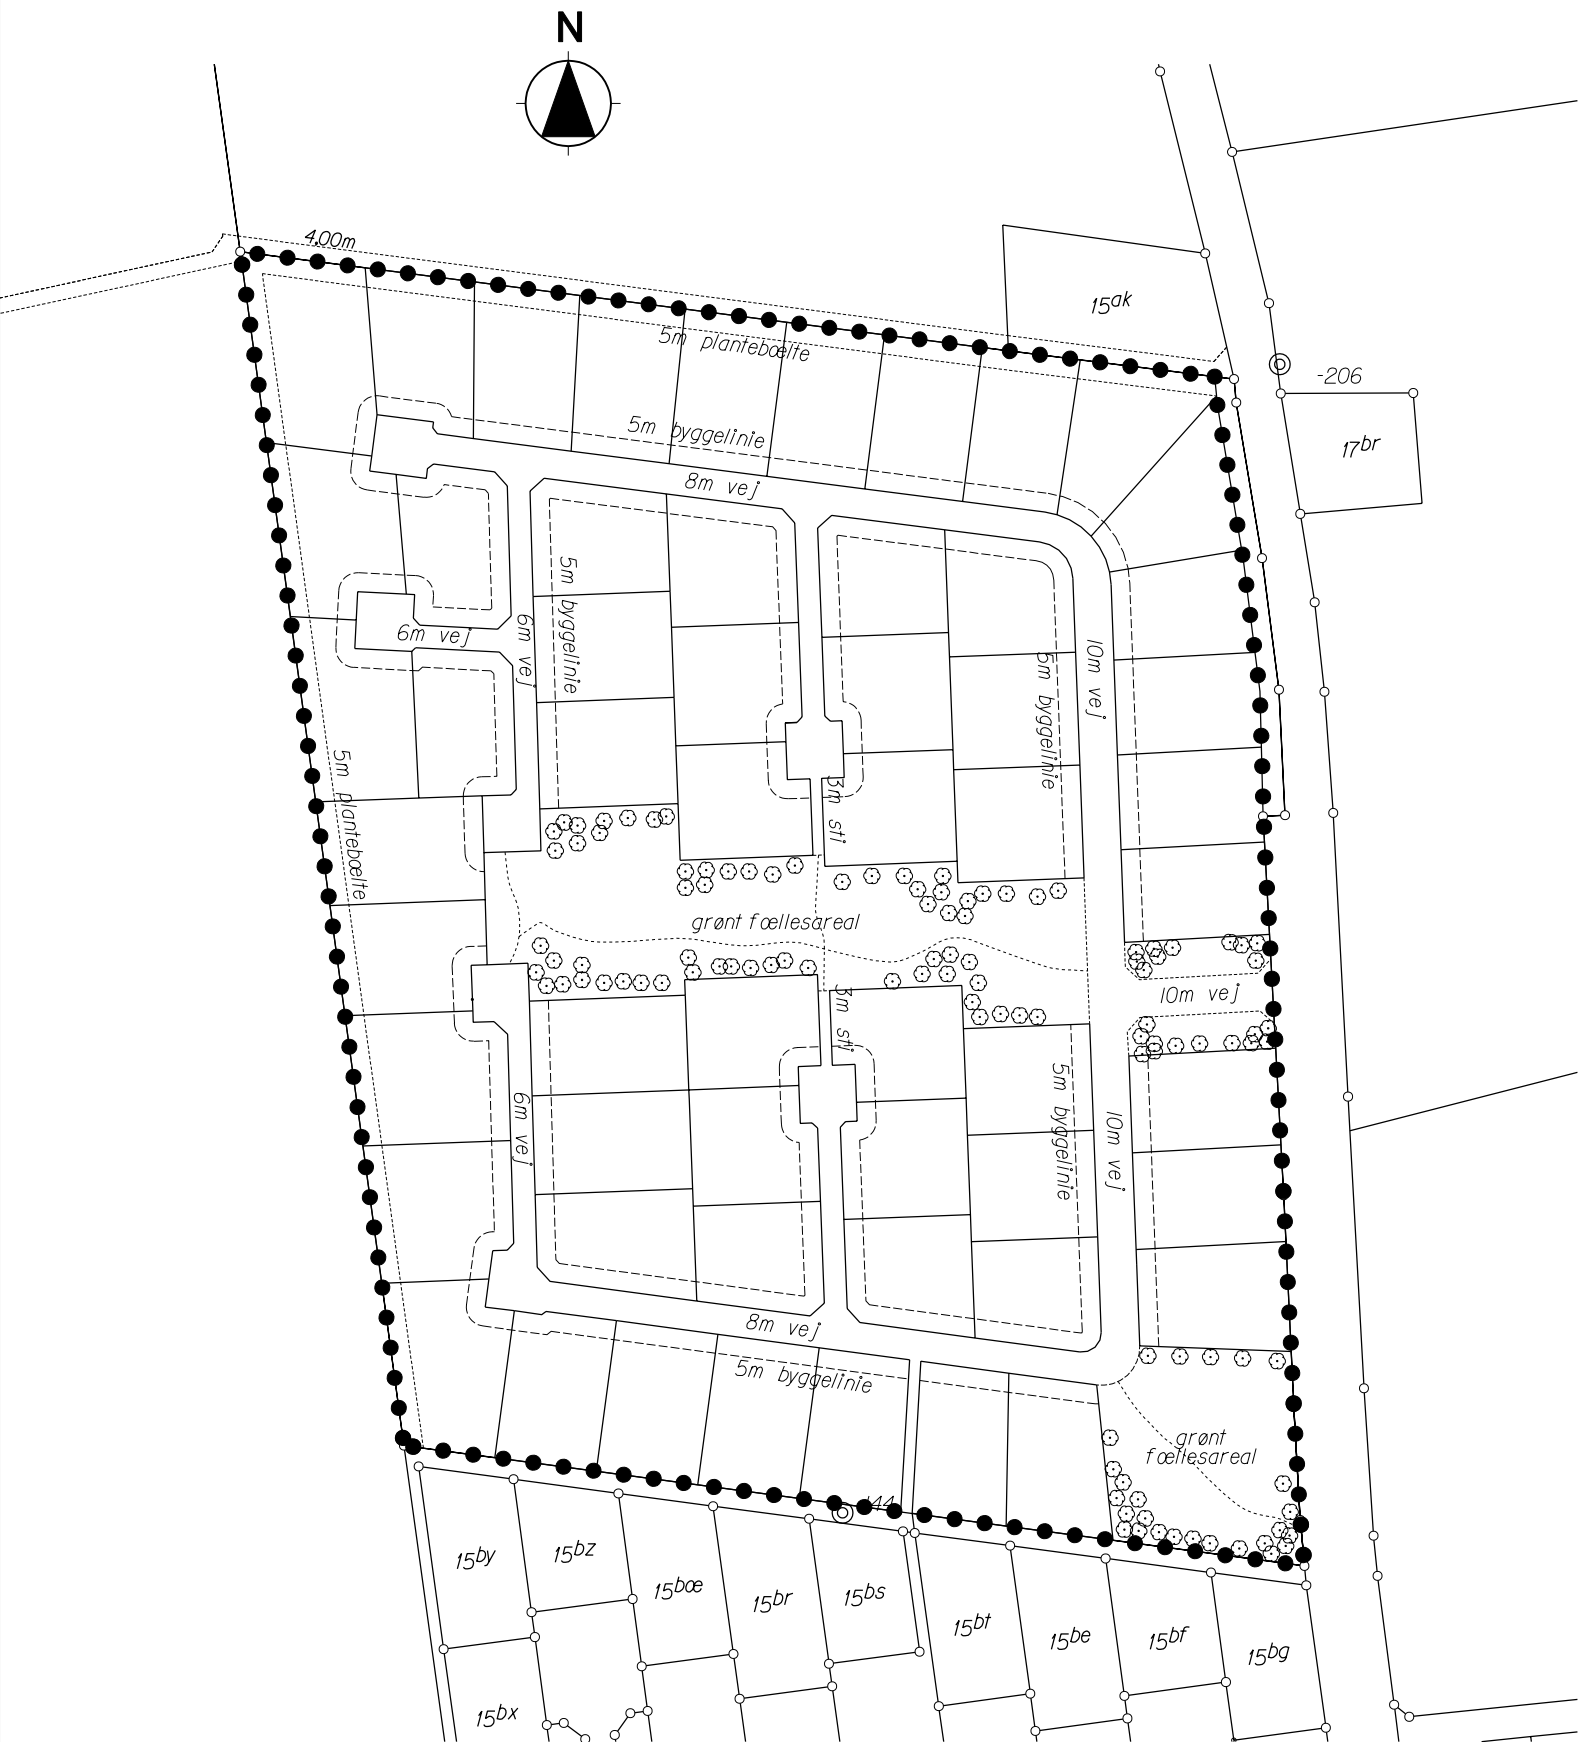 N
4.00m
15ak
5m plantebælte
-206
5m byggelinie
17br
8m vej
5m byggelinie
6m vej
6m vej
10m vej
5m byggelinie
5m plantebælte
3m sti
grønt fællesareal
10m vej
3m sti
5m byggelinie
6m vej
10m vej
8m vej
5m byggelinie
grønt
fællesareal
15by
15bz
15bæ
15br
15bs
15bt
15be
15bf
15bg
15bx